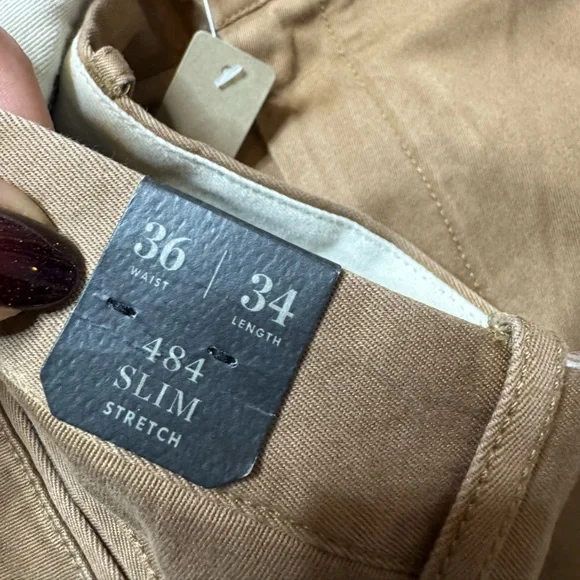 36 | 34
WAIST LENGTH
484
SLIM
STRETCH